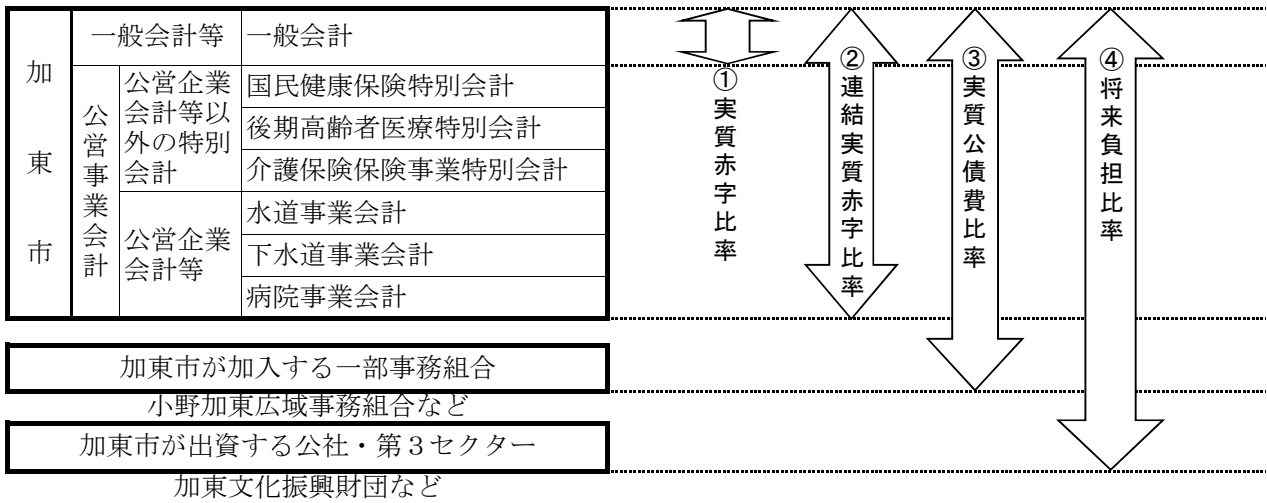 加東市
一般会計等
一般会計
公営事業会計
公営企業
会計等以
外の特別
会計
国民健康保険特別会計
後期高齢者医療特別会計
介護保険保険事業特別会計
公営企業
会計等
水道事業会計
下水道事業会計
病院事業会計
①実質赤字比率
②連結実質赤字比率
③実質公債費比率
④将来負担比率
加東市が加入する一部事務組合
小野加東広域事務組合など
加東市が出資する公社・第３セクター
加東文化振興財団など